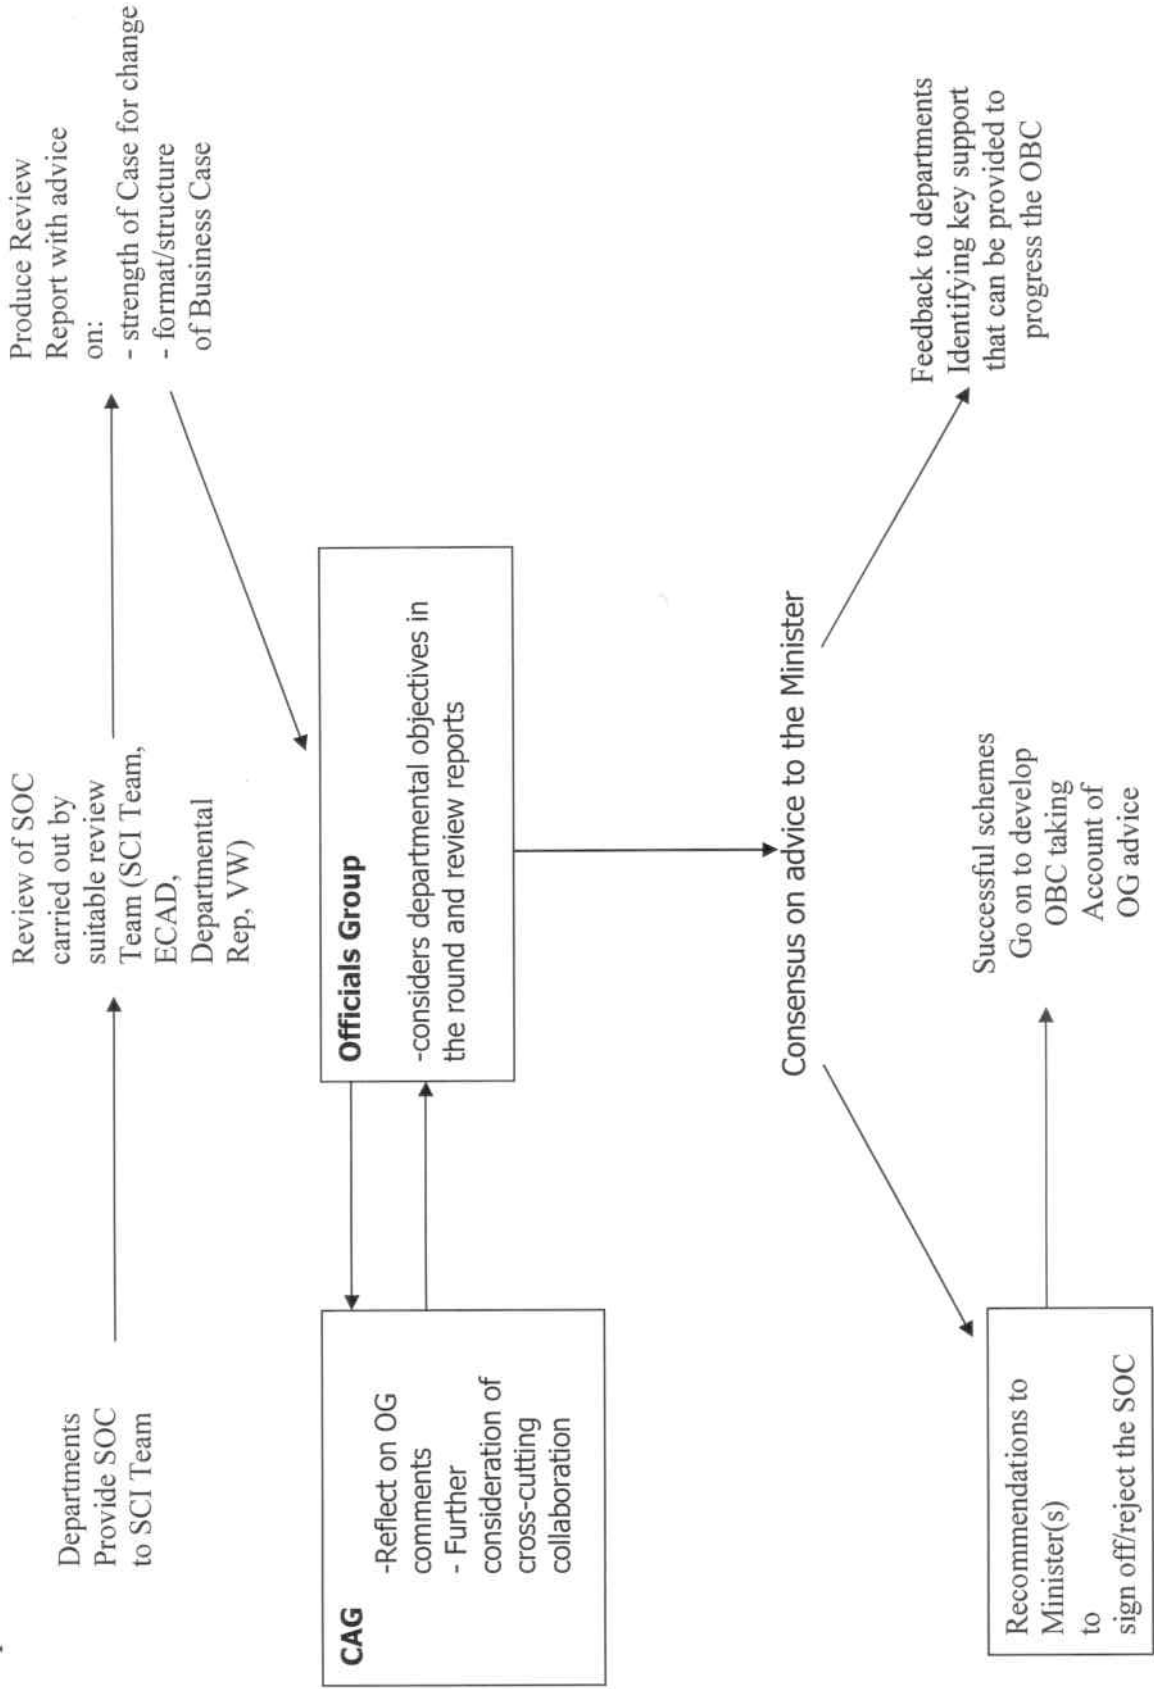 Departments
Provide SOC
to SCI Team
Review of SOC
carried out by
suitable review
Team (SCI Team,
ECAD,
Departmental
Rep, VW)
Produce Review
Report with advice
on:
- strength of Case for change
- format/structure
of Business Case
CAG
-Reflect on OG
comments
- Further
consideration of
cross-cutting
collaboration
Officials Group
-considers departmental objectives in
the round and review reports
Consensus on advice to the Minister
Recommendations to
Minister(s)
to
sign off/reject the SOC
Successful schemes
Go on to develop
OBC taking
Account of
OG advice
Feedback to departments
Identifying key support
that can be provided to
progress the OBC